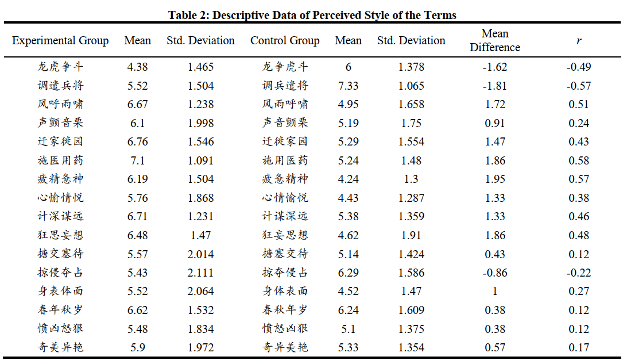 Table 2: Descriptive Data of Perceived Style of the Terms
Experimental Group Mean Std. Deviation Control Group Mean Std. Deviation Mean Difference r
龙虎争斗 4.38 1.465 龙争虎斗 6 1.378 -1.62 -0.49
调遣兵将 5.52 1.504 调兵遣将 7.33 1.065 -1.81 -0.57
风呼雨啸 6.67 1.238 风雨呼啸 4.95 1.658 1.72 0.51
声颤音栗 6.1 1.998 声音颤栗 5.19 1.75 0.91 0.24
迁家徙园 6.76 1.546 迁徙家园 5.29 1.554 1.47 0.43
施医用药 7.1 1.091 施用医药 5.24 1.48 1.86 0.58
疲精惫神 6.19 1.504 疲惫精神 4.24 1.3 1.95 0.57
心愉情悦 5.76 1.868 心情愉悦 4.43 1.287 1.33 0.38
计深谋远 6.71 1.231 计谋深远 5.38 1.359 1.33 0.46
狂思妄想 6.48 1.47 狂妄思想 4.62 1.91 1.86 0.48
搪交塞待 5.57 2.014 搪塞交待 5.14 1.424 0.43 0.12
掠侵夺占 5.43 2.111 掠夺侵占 6.29 1.586 -0.86 -0.22
身表体面 5.52 2.064 身体表面 4.52 1.47 1 0.27
春年秋岁 6.62 1.532 春秋年岁 6.24 1.609 0.38 0.12
愤凶怒狠 5.48 1.834 愤怒凶狠 5.1 1.375 0.38 0.12
奇美异艳 5.9 1.972 奇异美艳 5.33 1.354 0.57 0.17